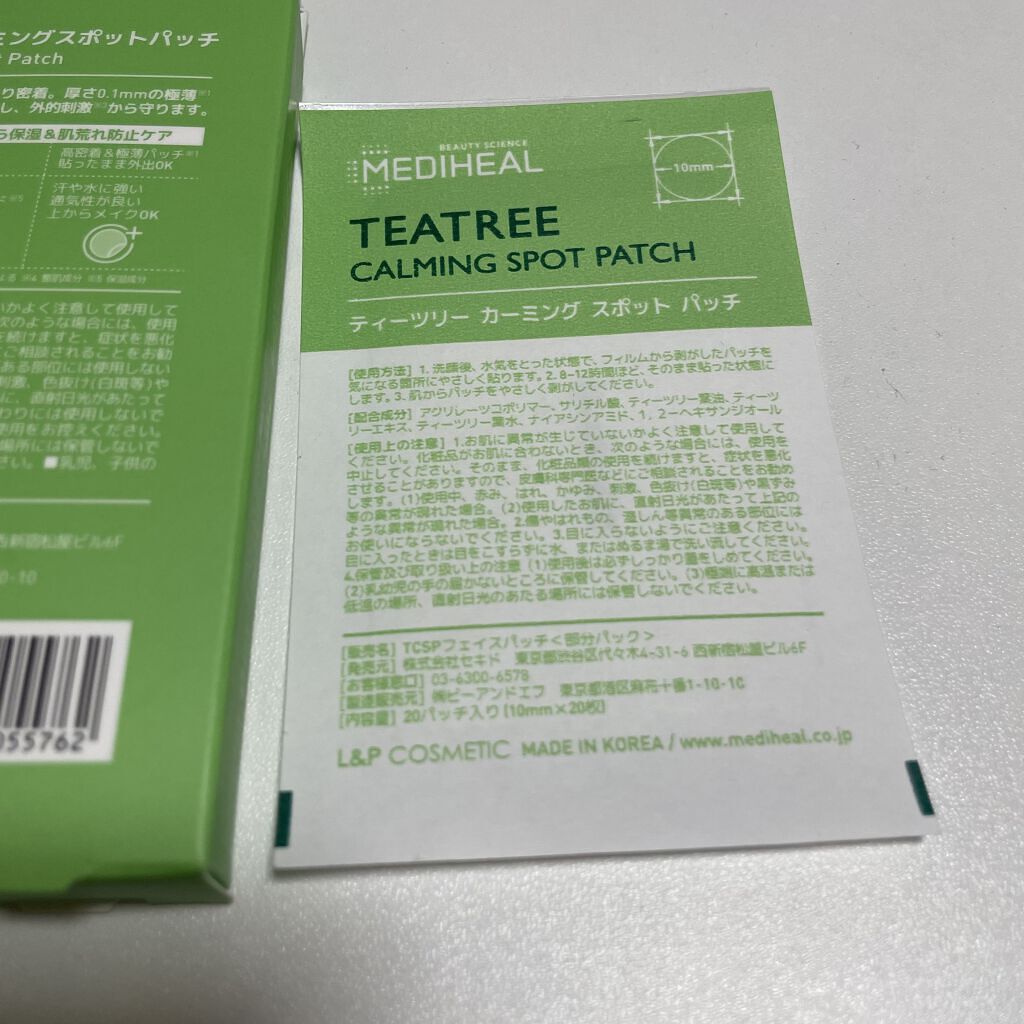 ミングスポットパッチ
t Patch
り密着。厚さ0.1mmの極薄※1
し、外的刺激※2から守ります。
ら保湿&肌荒れ防止ケア
高密着&極薄パッチ※1
貼ったまま外出OK
汗や水に強い
通気性が良い
上からメイクOK
※5
える ※4 整肌成分 ※5 保湿成分
いかよく注意して使用して
次のような場合には、使用
を続けますと、症状を悪化
ご相談されることをお勧
ある部位には使用しない
刺激、色抜け(白斑等)や
に、直射日光があたって
わりには使用しないで
使用をお控えください。
場所には保管しないで
さい。■乳児、子供の
西新宿松屋ビル6F
0-10
055762
BEAUTY SCIENCE
MEDIHEAL
10mm
TEATREE
CALMING SPOT PATCH
ティーツリー カーミング スポット パッチ
[使用方法] 1. 洗顔後、水気をとった状態で、フィルムから剥がしたパッチを
気になる箇所にやさしく貼ります。2. 8-12時間ほど、そのまま貼った状態に
します。3. 肌からパッチをやさしく剥がしてください。
[配合成分] アクリレーツコポリマー、サリチル酸、ティーツリー葉油、ティーツ
リーエキス、ティーツリー葉水、ナイアシンアミド、1, 2-ヘキサンジオール
[使用上の注意] 1.お肌に異常が生じていないかよく注意して使用して
ください。化粧品がお肌に合わないとき、次のような場合には、使用を
中止してください。そのまま、化粧品類の使用を続けますと、症状を悪化
させることがありますので、皮膚科専門医などにご相談されることをお勧め
します。(1)使用中、赤み、はれ、かゆみ、刺激、色抜け(白斑等)や黒ずみ
等の異常が現れた場合。(2)使用したお肌に、直射日光があたって上記の
ような異常が現れた場合。2.傷やはれもの、湿しん等異常のある部位には
お使いにならないでください。3.目に入らないようにご注意ください。
目に入ったときは目をこすらずに水、またはぬるま湯で洗い流してください。
4.保管及び取り扱い上の注意 (1)使用後は必ずしっかり蓋をしめてください。
(2)乳幼児の手の届かないところに保管してください。(3)極端に高温または
低温の場所、直射日光のあたる場所には保管しないでください。
[販売名] TCSPフェイスパッチ<部分パック>
[発売元] 株式会社セキド 東京都渋谷区代々木4-31-6 西新宿松屋ビル6F
[お客様窓口] 03-6300-6578
[製造販売元] ㈱ビーアンドエフ 東京都港区麻布十番1-10-10
[内容量] 20パッチ入り(10mm×20枚)
L&P COSMETIC MADE IN KOREA / www.mediheal.co.jp